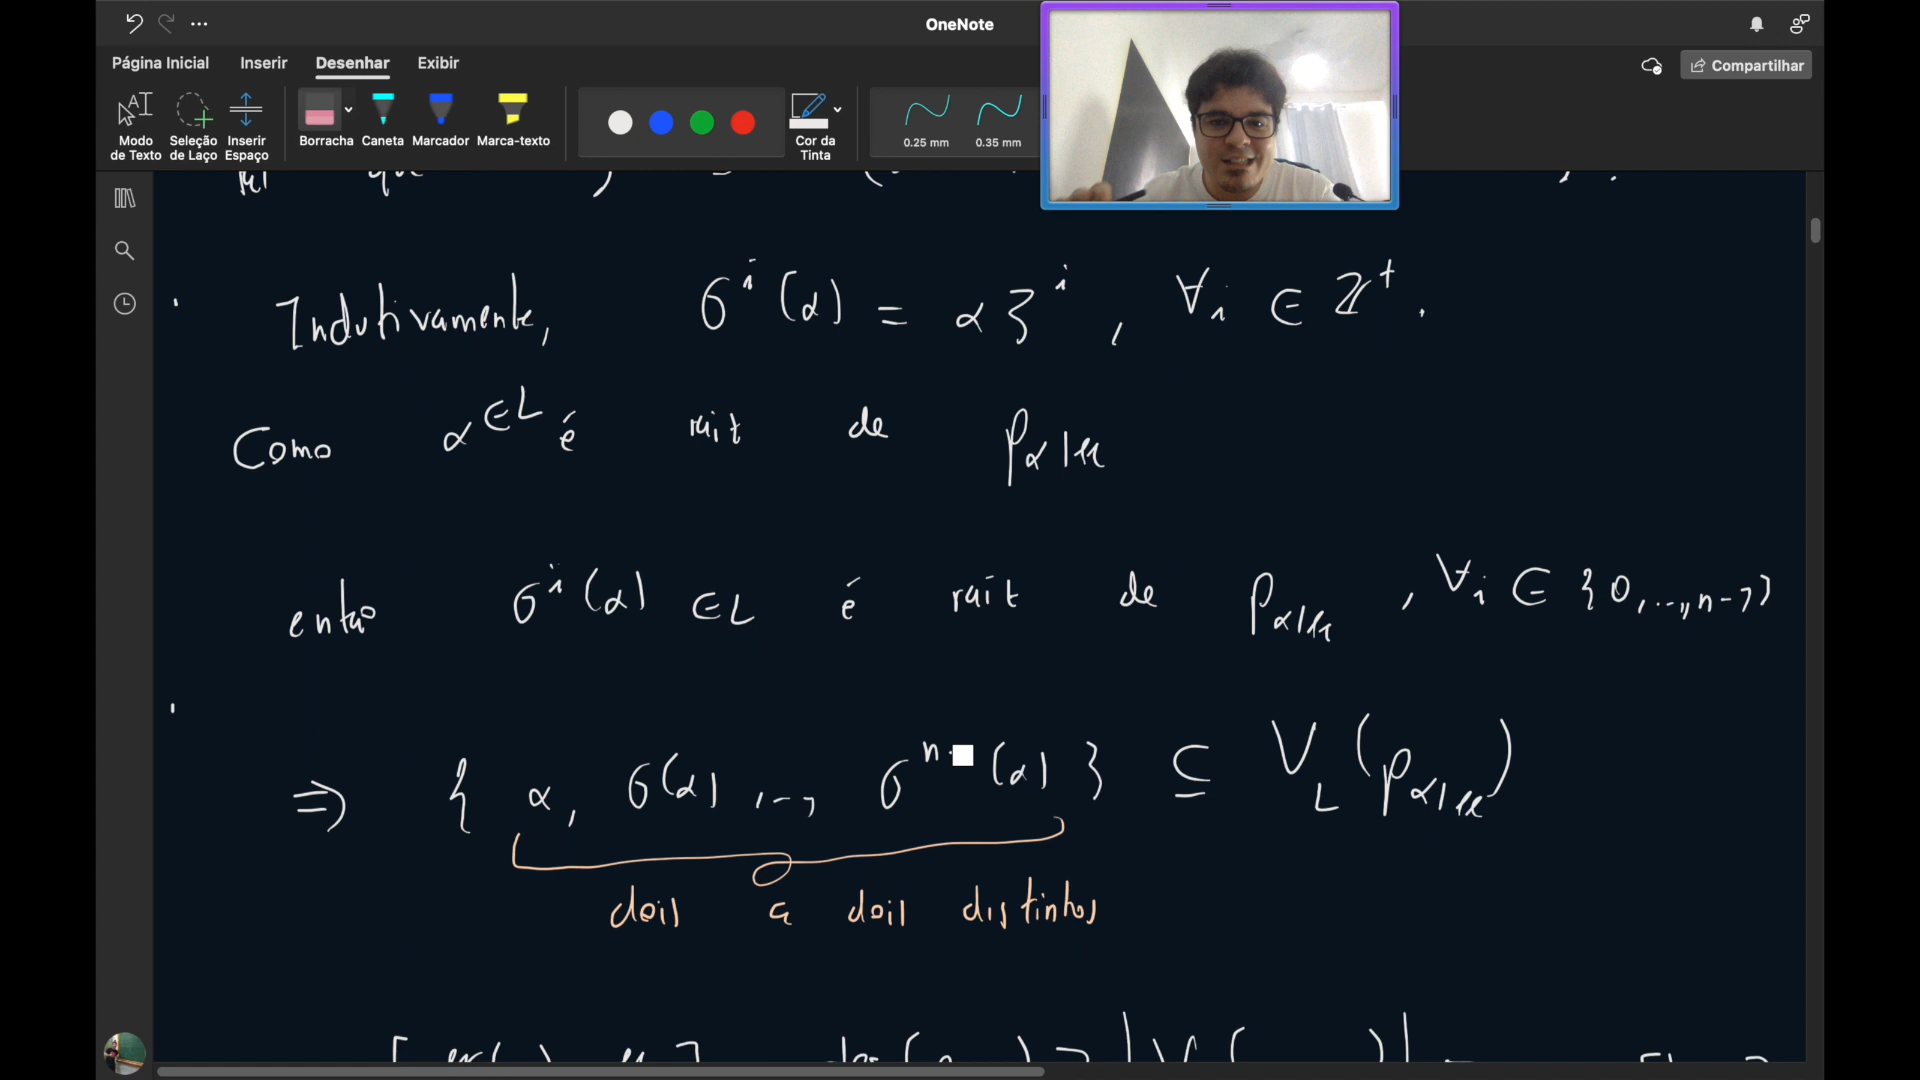 OneNote
Página Inicial Inserir Desenhar Exibir
Compartilhar
Modo de Texto
Seleção de Laço
Inserir Espaço
Borracha Caneta Marcador Marca-texto
Cor da Tinta
0.25 mm 0.35 mm
Indutivamente, σ^i (α) = α ζ^i , ∀i ∈ ℤ^+ .
Como α ∈ L é raiz de p_{α|K}
então σ^i (α) ∈ L é raiz de p_{α|K} , ∀i ∈ {0,...,n-1}
⇒ { α, σ(α) ,..., σ^n (α) } ⊆ V_L (p_{α|K})
dois a dois distintos